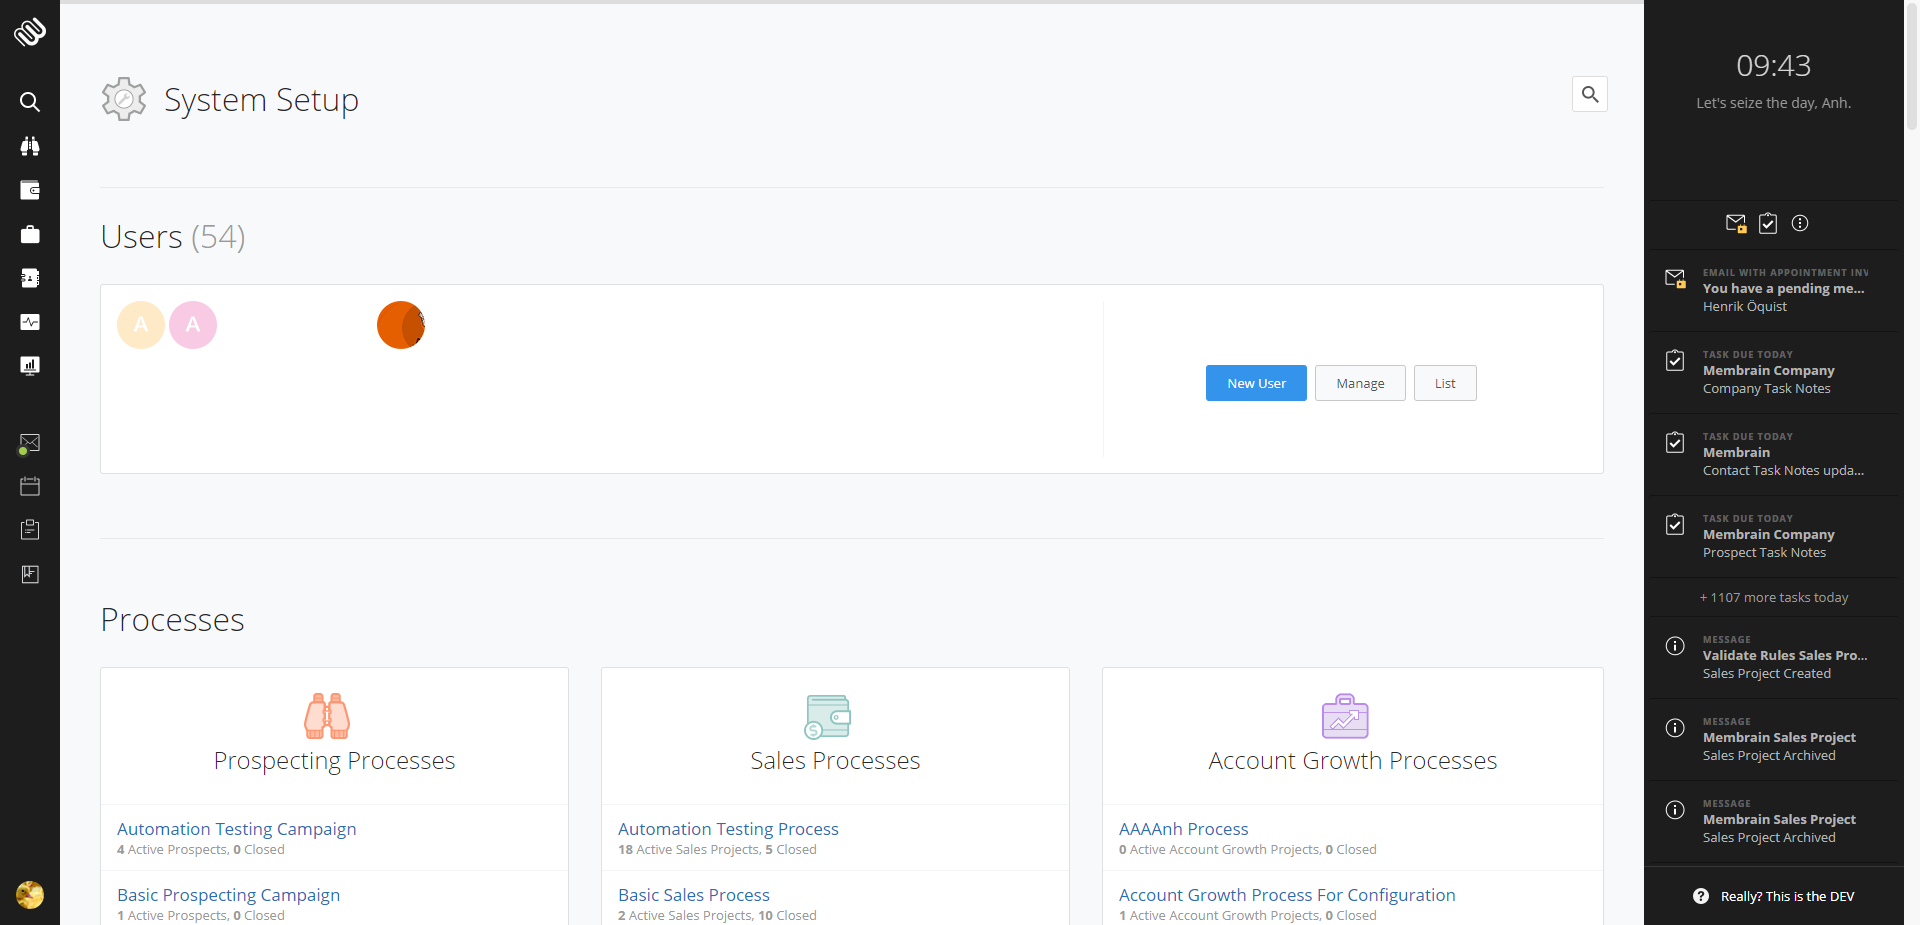 System Setup
Users (54)
A A
New User
Manage
List
Processes
Prospecting Processes
Automation Testing Campaign
4 Active Prospects, 0 Closed
Basic Prospecting Campaign
1 Active Prospects, 0 Closed
Sales Processes
Automation Testing Process
18 Active Sales Projects, 5 Closed
Basic Sales Process
2 Active Sales Projects, 10 Closed
Account Growth Processes
AAAAnh Process
0 Active Account Growth Projects, 0 Closed
Account Growth Process For Configuration
1 Active Account Growth Projects, 0 Closed
09:43
Let's seize the day, Anh.
EMAIL WITH APPOINTMENT INV
You have a pending me...
Henrik Öquist
TASK DUE TODAY
Membrain Company
Company Task Notes
TASK DUE TODAY
Membrain
Contact Task Notes upda...
TASK DUE TODAY
Membrain Company
Prospect Task Notes
+ 1107 more tasks today
MESSAGE
Validate Rules Sales Pro...
Sales Project Created
MESSAGE
Membrain Sales Project
Sales Project Archived
MESSAGE
Membrain Sales Project
Sales Project Archived
Really? This is the DEV